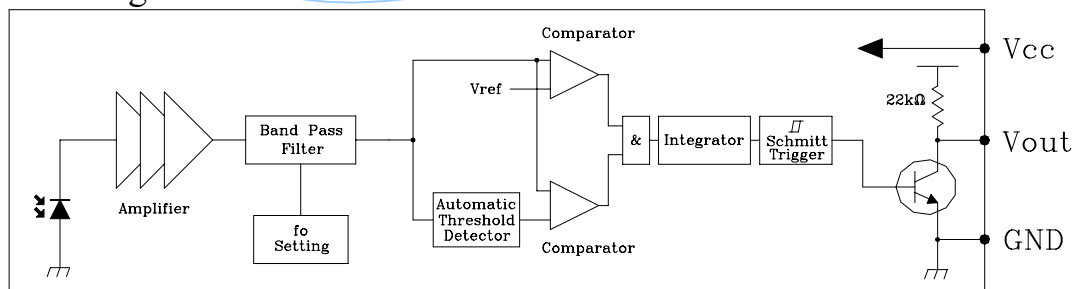 Comparator
Vcc
Vref
22kΩ
Band Pass
Filter
&
Integrator
Schmitt
Trigger
Vout
Amplifier
Automatic
Threshold
Detector
fo
Setting
Comparator
GND